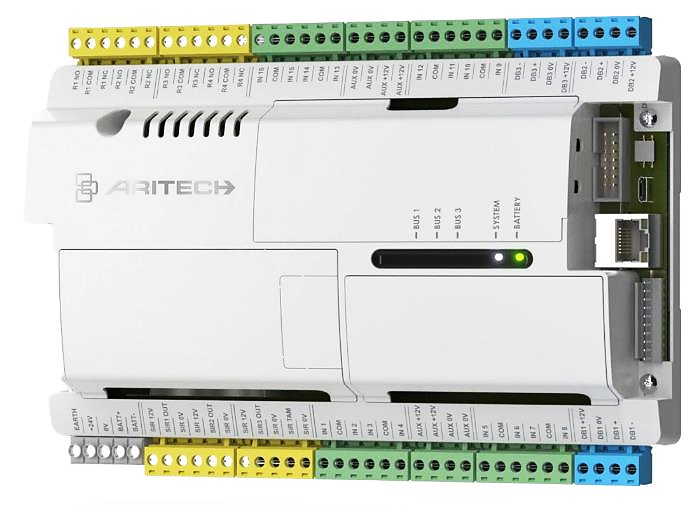 R1 NO
R1 COM
R1 NC
R2 NO
R2 COM
R2 NC
R3 NO
R3 COM
R3 NC
R4 NO
R4 COM
R4 NC
IN 16
COM
IN 15
IN 14
COM
IN 13
AUX 0V
AUX 0V
AUX +12V
AUX +12V
IN 12
COM
IN 11
IN 10
COM
IN 9
DB3 -
DB3 +
DB3 0V
DB3 +12V
DB2 -
DB2 +
DB2 0V
DB2 +12V
ARITECH
BUS 1
BUS 2
BUS 3
SYSTEM
BATTERY
EARTH
+24V
0V
BATT+
BATT-
SIR 12V
SIR1 OUT
SIR 0V
SIR 12V
SIR2 OUT
SIR 0V
SIR 12V
SIR3 OUT
SIR 0V
SIR TAM
SIR 0V
IN 1
COM
IN 2
IN 3
COM
IN 4
AUX +12V
AUX +12V
AUX 0V
AUX 0V
IN 5
COM
IN 6
IN 7
COM
IN 8
DB1 +12V
DB1 0V
DB1 +
DB1 -